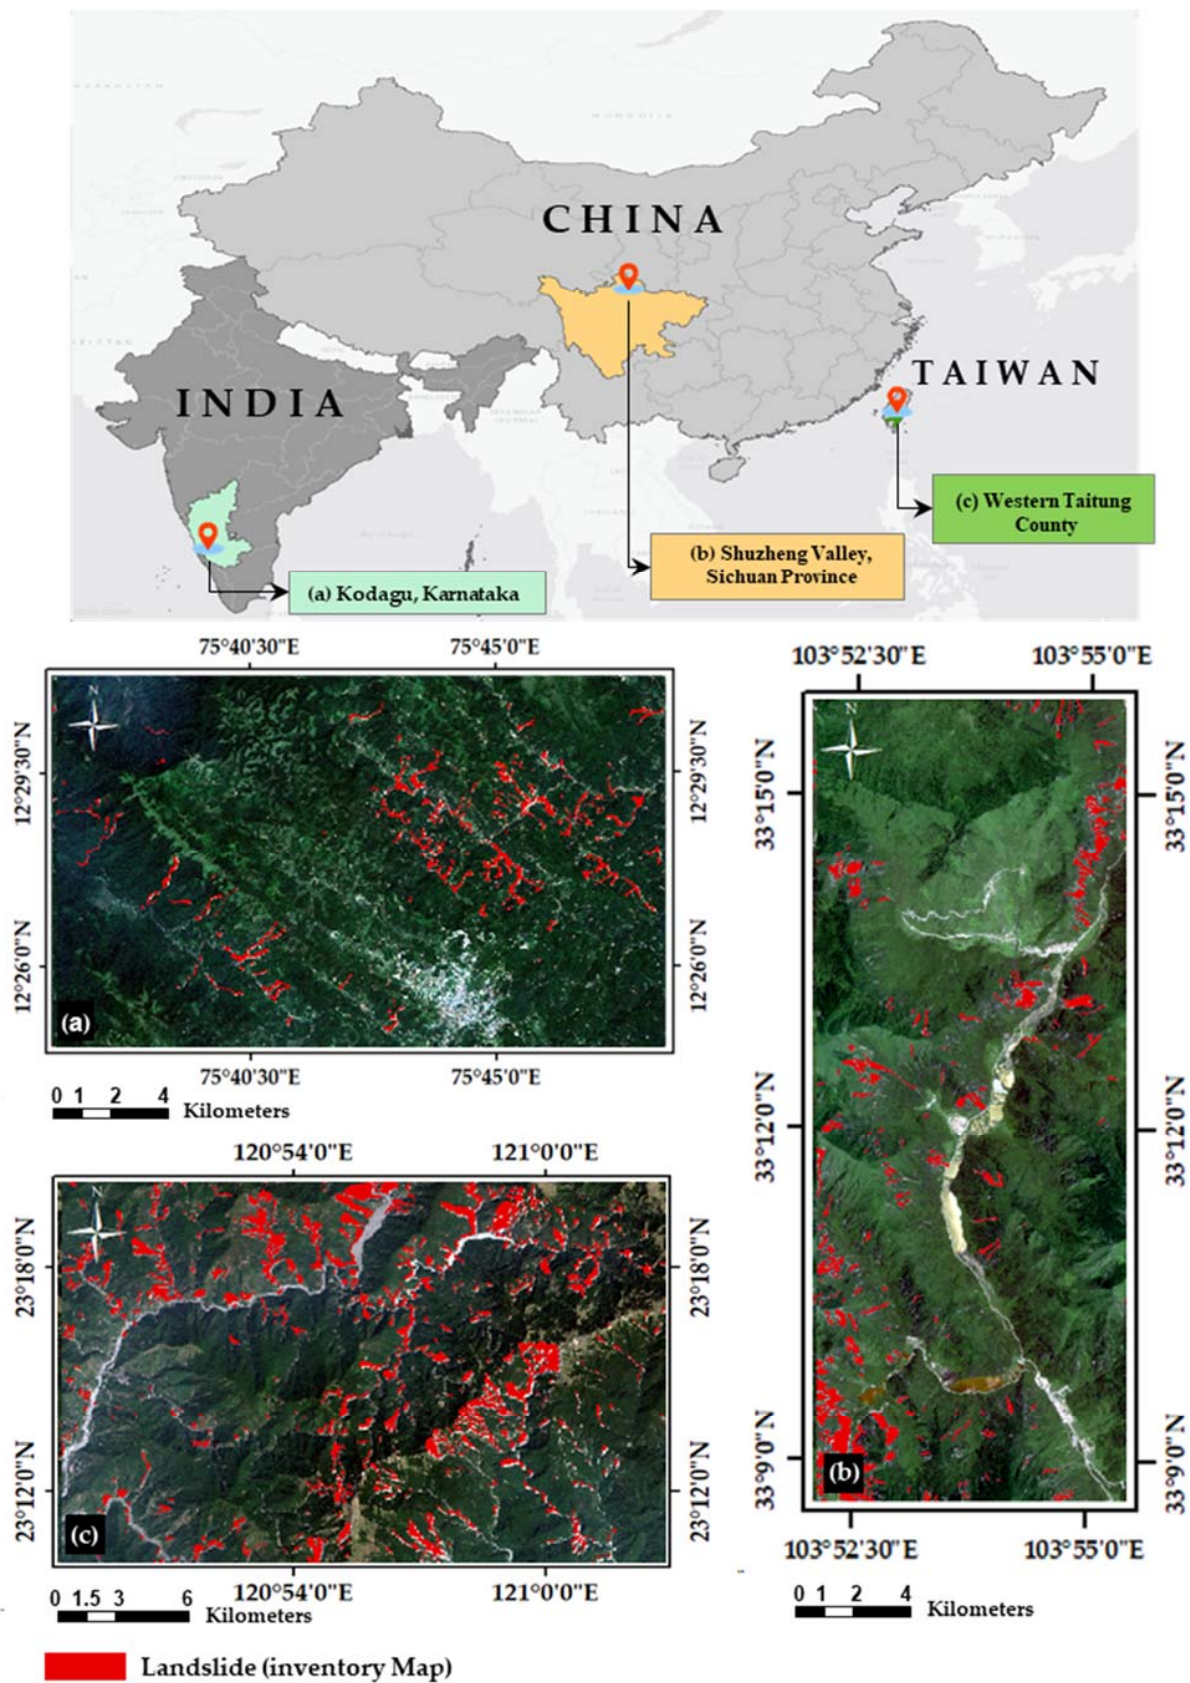 MONGOLIA
CHINA
TAIWAN
INDIA
(c) Western Taitung
County
(b) Shuzheng Valley,
Sichuan Province
(a) Kodagu, Karnataka
THAILAND
75°40'30"E
75°45'0"E
12°29'30"N
12°26'0"N
N
12°29'30"N
12°26'0"N
(a)
75°40'30"E
75°45'0"E
0 1 2 4
Kilometers
103°52'30"E
103°55'0"E
33°15'0"N
33°12'0"N
33°9'0"N
N
33°15'0"N
33°12'0"N
33°9'0"N
(b)
103°52'30"E
103°55'0"E
0 1 2 4
Kilometers
120°54'0"E
121°0'0"E
23°18'0"N
23°12'0"N
N
23°18'0"N
23°12'0"N
(c)
120°54'0"E
121°0'0"E
0 1.5 3 6
Kilometers
Landslide (inventory Map)